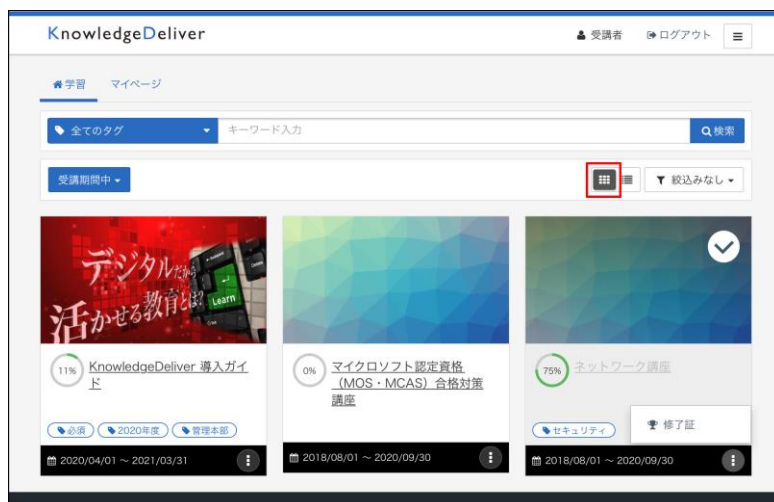 KnowledgeDeliver
受講者
ログアウト
学習
マイページ
全てのタグ
キーワード入力
検索
受講期間中
絞込みなし
デジタルだから
活かせる教育とは?
Learn
11%
KnowledgeDeliver 導入ガイ
ド
必須
2020年度
管理本部
2020/04/01 ~ 2021/03/31
0%
マイクロソフト認定資格
(MOS・MCAS)合格対策
講座
2018/08/01 ~ 2020/09/30
75%
ネットワーク講座
修了証
セキュリティ
2018/08/01 ~ 2020/09/30